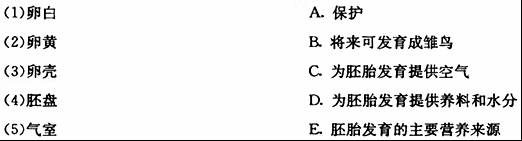 (1)卵白 A. 保护
(2)卵黄 B. 将来可发育成雏鸟
(3)卵壳 C. 为胚胎发育提供空气
(4)胚盘 D. 为胚胎发育提供养料和水分
(5)气室 E. 胚胎发育的主要营养来源